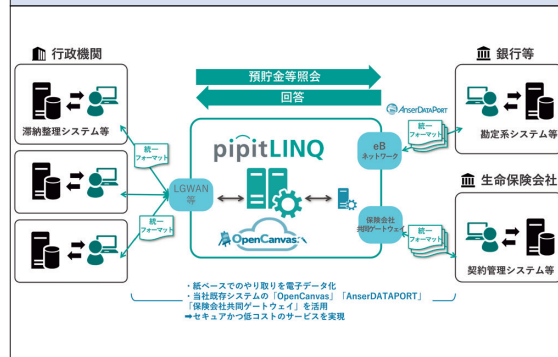 行政機関
滞納整理システム等
統一
フォーマット
統一
フォーマット
預貯金等照会
回答
pipitLINQ
LGWAN
等
OpenCanvas
AnserDATAPORT
eB
ネットワーク
保険会社
共同ゲートウェイ
統一
フォーマット
統一
フォーマット
銀行等
勘定系システム等
生命保険会社
契約管理システム等
・紙ベースでのやり取りを電子データ化
・当社既存システムの「OpenCanvas」「AnserDATAPORT」
「保険会社共同ゲートウェイ」を活用
➡セキュアかつ低コストのサービスを実現